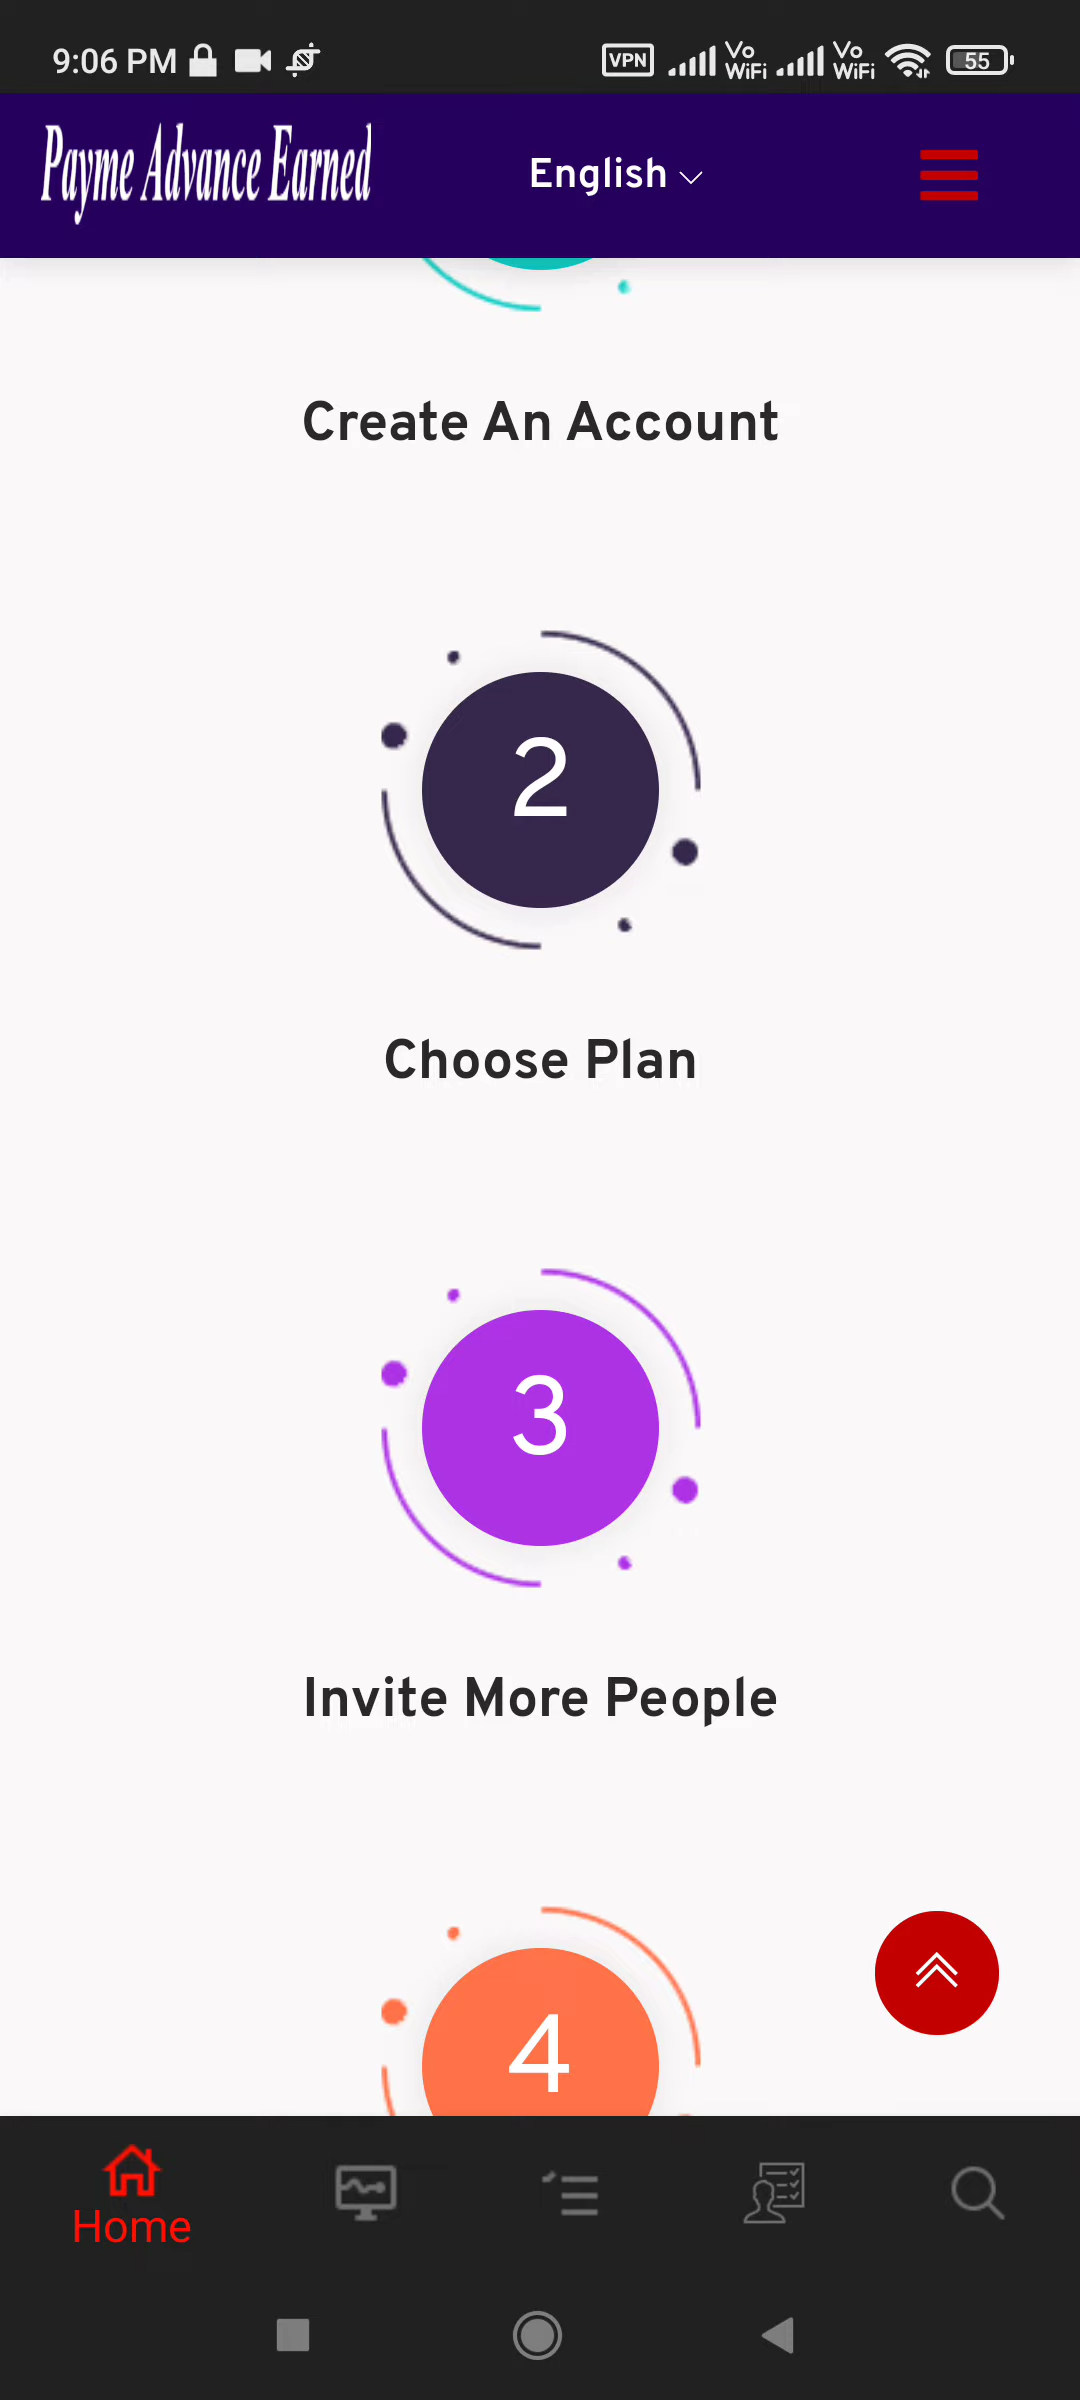 9:06 PM VPN Vo WiFi Vo WiFi 55
Payme Advance Earned English
Create An Account
2
Choose Plan
3
Invite More People
4
Home